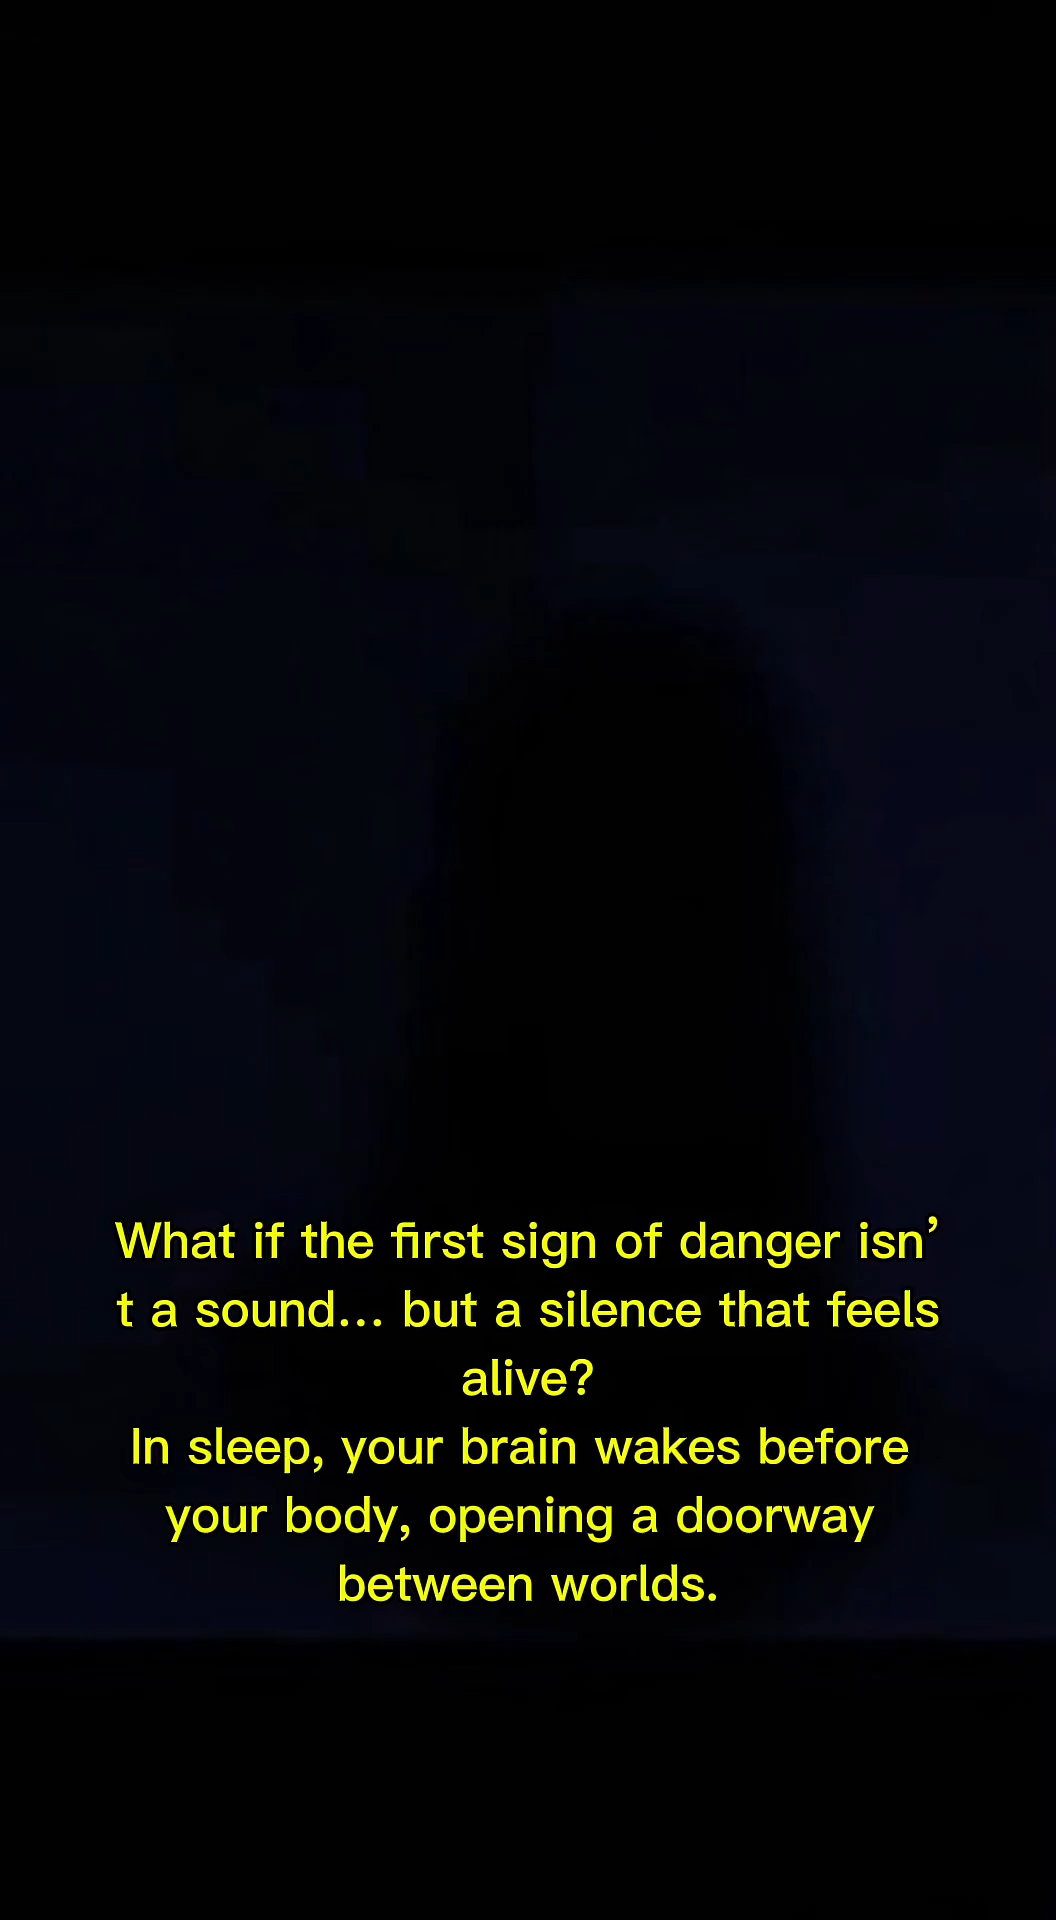 What if the first sign of danger isn’
t a sound... but a silence that feels
alive?
In sleep, your brain wakes before
your body, opening a doorway
between worlds.